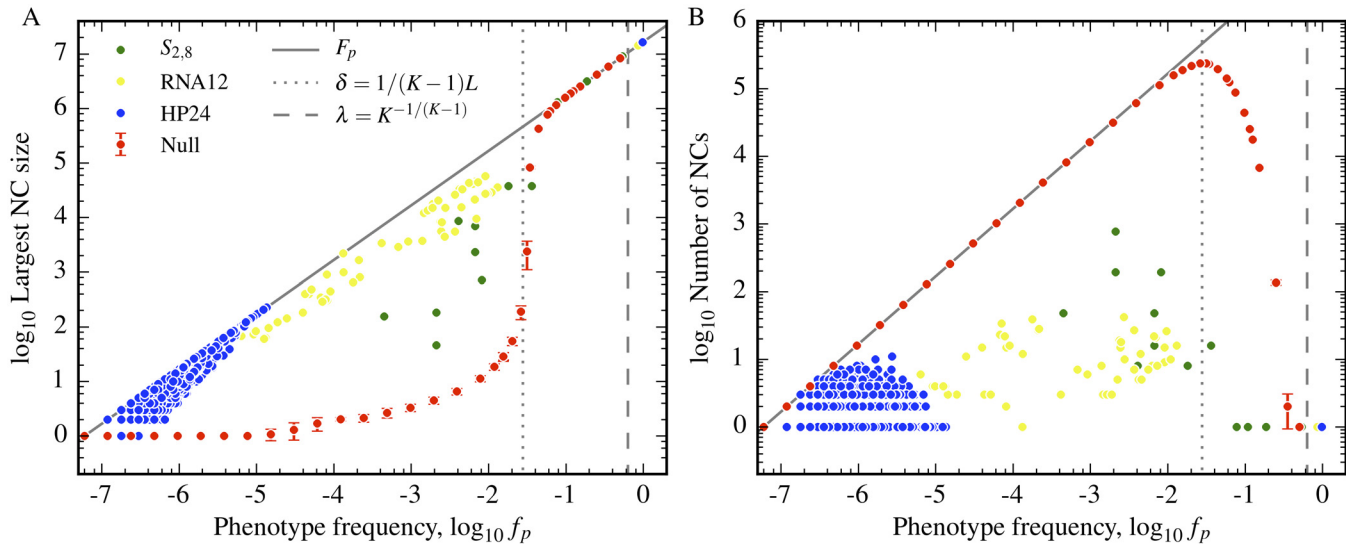 A
7
6
5
4
3
2
1
0
log₁₀ Largest NC size
S₂,₈
RNA12
HP24
Null
Fₚ
δ = 1/(K − 1)L
λ = K^−1/(K−1)
-7 -6 -5 -4 -3 -2 -1 0
Phenotype frequency, log₁₀ fₚ
B
6
5
4
3
2
1
0
log₁₀ Number of NCs
-7 -6 -5 -4 -3 -2 -1 0
Phenotype frequency, log₁₀ fₚ